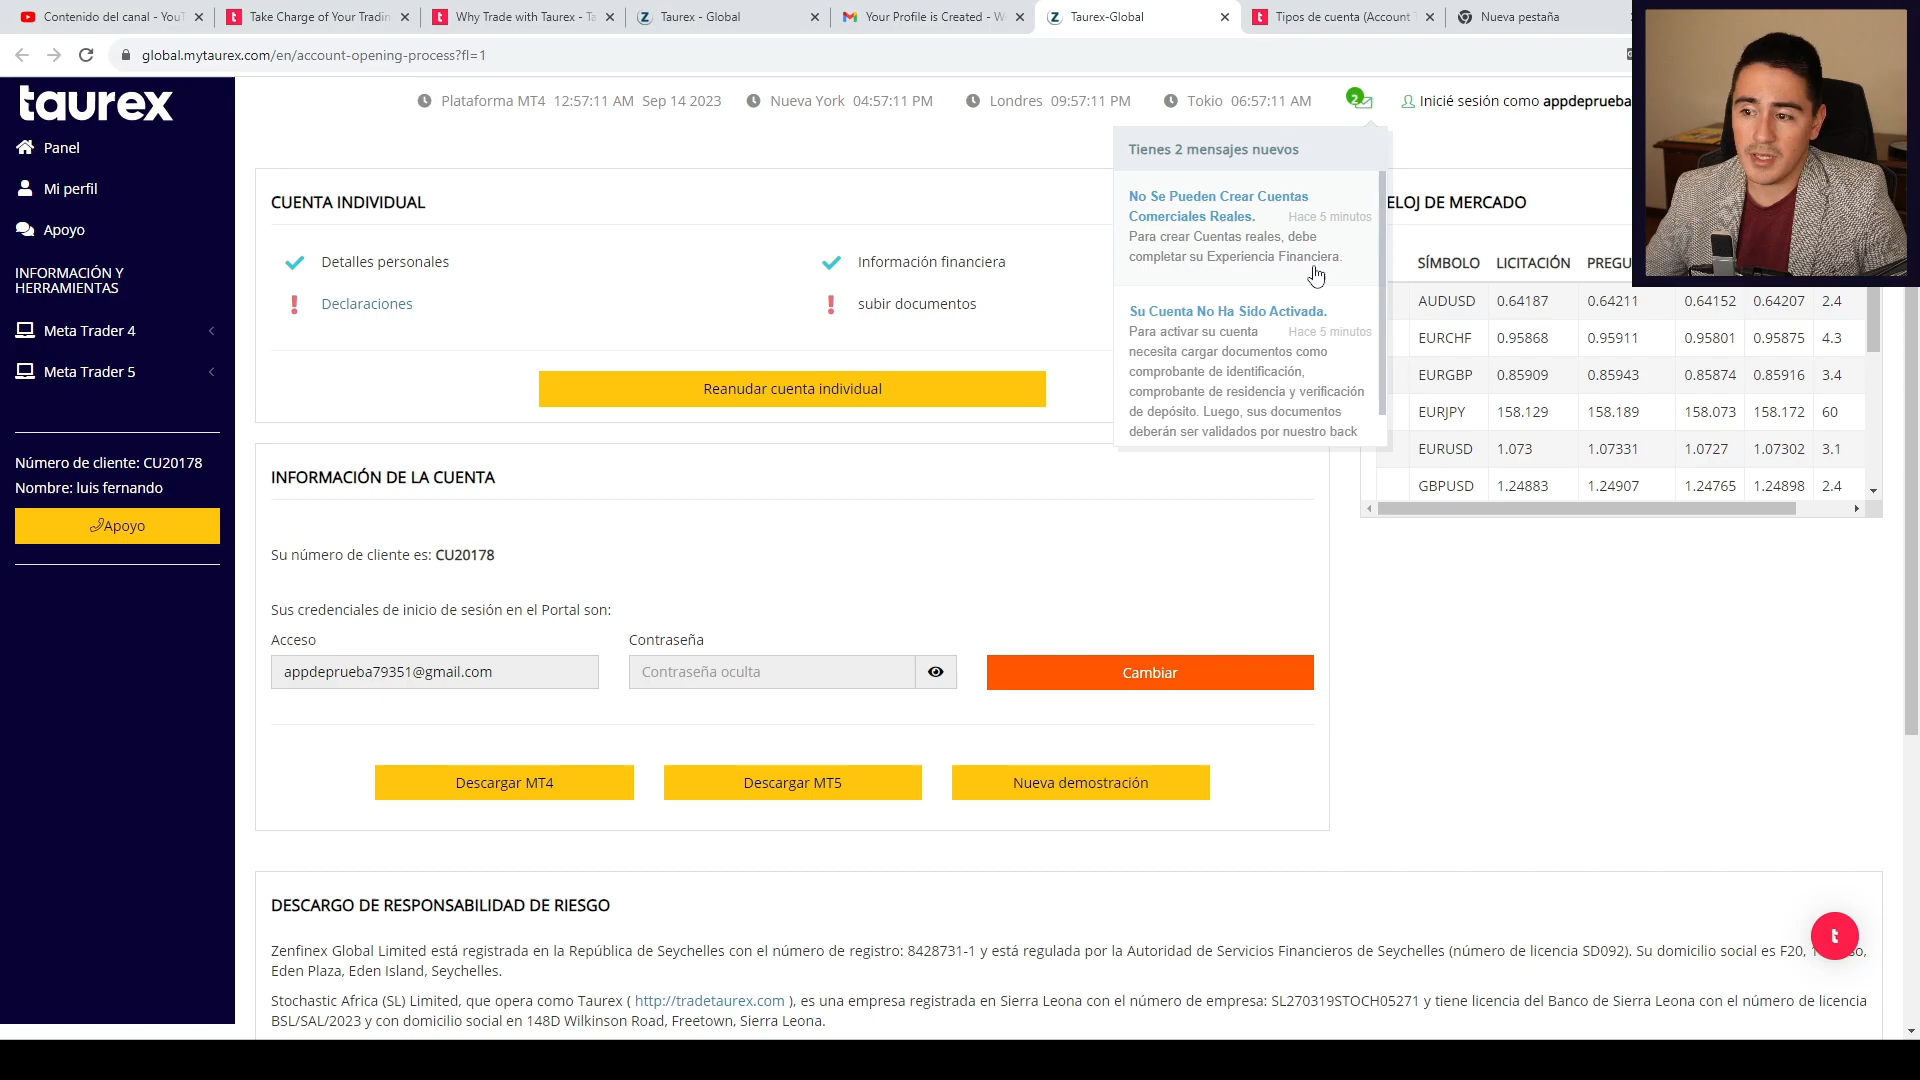 Contenido del canal - YouT
Take Charge of Your Tradin
Why Trade with Taurex - Ta
Taurex - Global
Your Profile is Created - W
Taurex-Global
Tipos de cuenta (Account T
Nueva pestaña
global.mytaurex.com/en/account-opening-process?fl=1
taurex
Plataforma MT4 12:57:11 AM Sep 14 2023
Nueva York 04:57:11 PM
Londres 09:57:11 PM
Tokio 06:57:11 AM
2
Inicié sesión como appdeprueba
Panel
Mi perfil
Apoyo
INFORMACIÓN Y
HERRAMIENTAS
Meta Trader 4
Meta Trader 5
Número de cliente: CU20178
Nombre: luis fernando
Apoyo
CUENTA INDIVIDUAL
Detalles personales
Información financiera
Declaraciones
subir documentos
Reanudar cuenta individual
Tienes 2 mensajes nuevos
No Se Pueden Crear Cuentas
Comerciales Reales. Hace 5 minutos
Para crear Cuentas reales, debe
completar su Experiencia Financiera.
Su Cuenta No Ha Sido Activada.
Para activar su cuenta Hace 5 minutos
necesita cargar documentos como
comprobante de identificación,
comprobante de residencia y verificación
de depósito. Luego, sus documentos
deberán ser validados por nuestro back
ELOJ DE MERCADO
SÍMBOLO LICITACIÓN PREGU
AUDUSD 0.64187 0.64211 0.64152 0.64207 2.4
EURCHF 0.95868 0.95911 0.95801 0.95875 4.3
EURGBP 0.85909 0.85943 0.85874 0.85916 3.4
EURJPY 158.129 158.189 158.073 158.172 60
EURUSD 1.073 1.07331 1.0727 1.07302 3.1
GBPUSD 1.24883 1.24907 1.24765 1.24898 2.4
INFORMACIÓN DE LA CUENTA
Su número de cliente es: CU20178
Sus credenciales de inicio de sesión en el Portal son:
Acceso
Contraseña
appdeprueba79351@gmail.com
Contraseña oculta
Cambiar
Descargar MT4
Descargar MT5
Nueva demostración
DESCARGO DE RESPONSABILIDAD DE RIESGO
Zenfinex Global Limited está registrada en la República de Seychelles con el número de registro: 8428731-1 y está regulada por la Autoridad de Servicios Financieros de Seychelles (número de licencia SD092). Su domicilio social es F20,
Eden Plaza, Eden Island, Seychelles.
Stochastic Africa (SL) Limited, que opera como Taurex ( http://tradetaurex.com ), es una empresa registrada en Sierra Leona con el número de empresa: SL270319STOCH05271 y tiene licencia del Banco de Sierra Leona con el número de licencia
BSL/SAL/2023 y con domicilio social en 148D Wilkinson Road, Freetown, Sierra Leona.
t